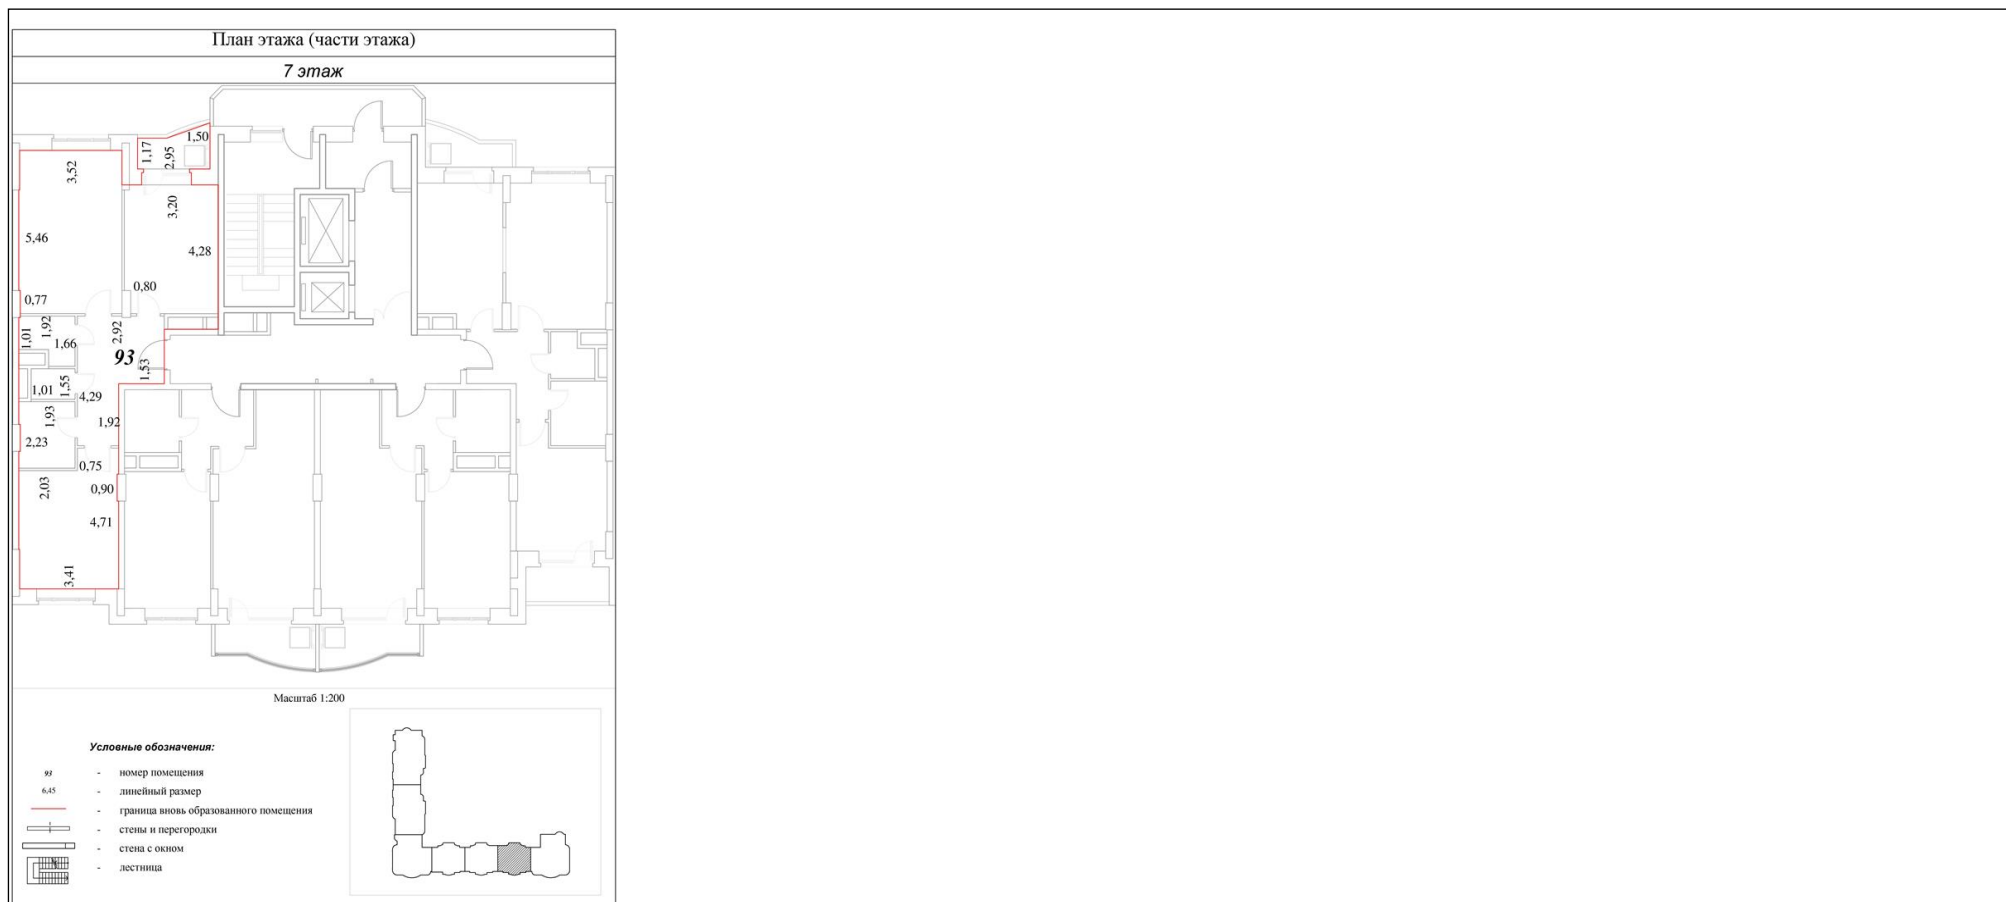 План этажа (части этажа)
7 этаж
1,50
1,17
2,95
3,52
3,20
5,46
4,28
0,80
0,77
1,92
2,92
1,01
1,66
93
1,53
1,55
1,01
4,29
1,93
1,92
2,23
0,75
2,03
0,90
4,71
3,41
Масштаб 1:200
Условные обозначения:
93 - номер помещения
6,45 - линейный размер
- граница вновь образованного помещения
- стены и перегородки
- стена с окном
- лестница